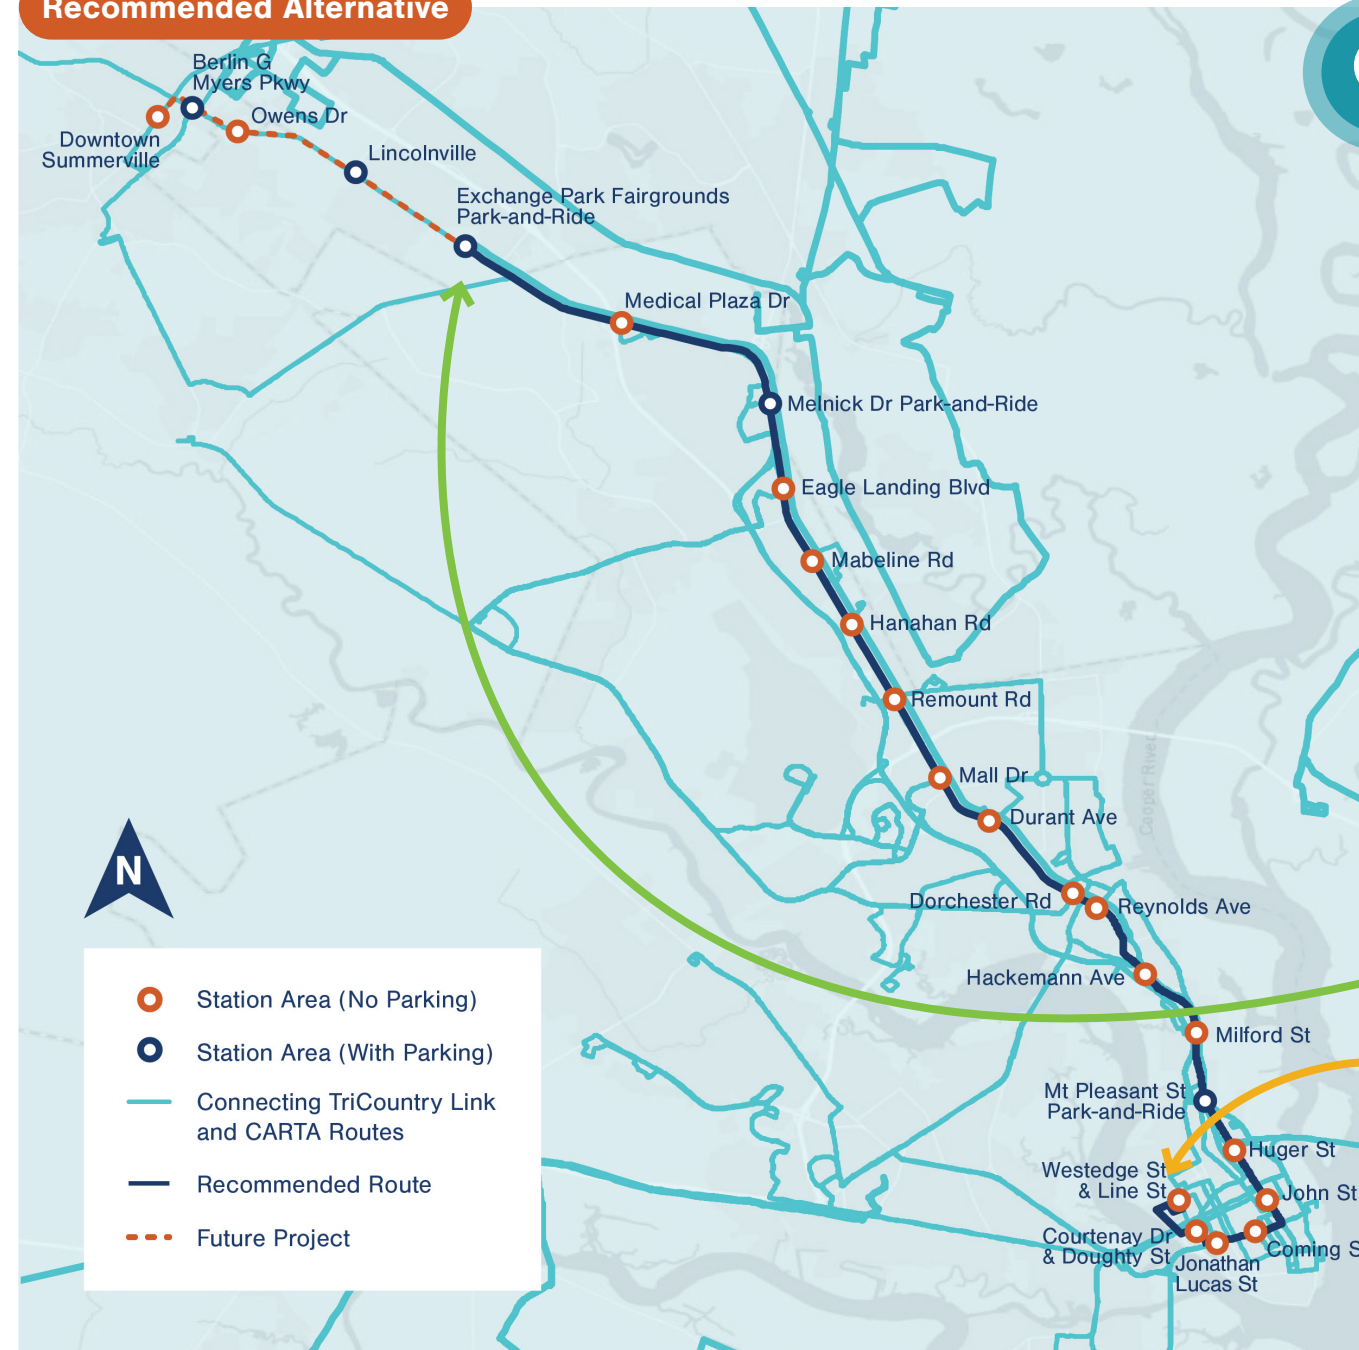 Recommended Alternative
Berlin G
Myers Pkwy
Owens Dr
Downtown
Summerville
Lincolnville
Exchange Park Fairgrounds
Park-and-Ride
Medical Plaza Dr
Melnick Dr Park-and-Ride
Eagle Landing Blvd
Mabeline Rd
Hanahan Rd
Remount Rd
Mall Dr
Durant Ave
Cooper River
Dorchester Rd
Reynolds Ave
Hackemann Ave
Milford St
Mt Pleasant St
Park-and-Ride
Huger St
Westedge St
& Line St
John St
Courtenay Dr
& Doughty St
Coming S
Jonathan
Lucas St
N
Station Area (No Parking)
Station Area (With Parking)
Connecting TriCountry Link
and CARTA Routes
Recommended Route
Future Project